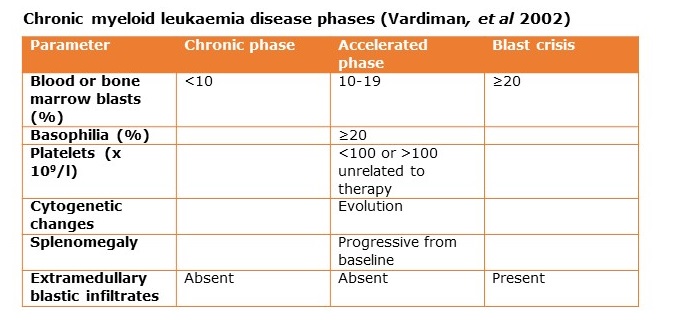 Chronic myeloid leukaemia disease phases (Vardiman, et al 2002)
Parameter Chronic phase Accelerated phase Blast crisis
Blood or bone marrow blasts (%) <10 10-19 ≥20
Basophilia (%) ≥20
Platelets (x 10⁹/l) <100 or >100 unrelated to therapy
Cytogenetic changes Evolution
Splenomegaly Progressive from baseline
Extramedullary blastic infiltrates Absent Absent Present